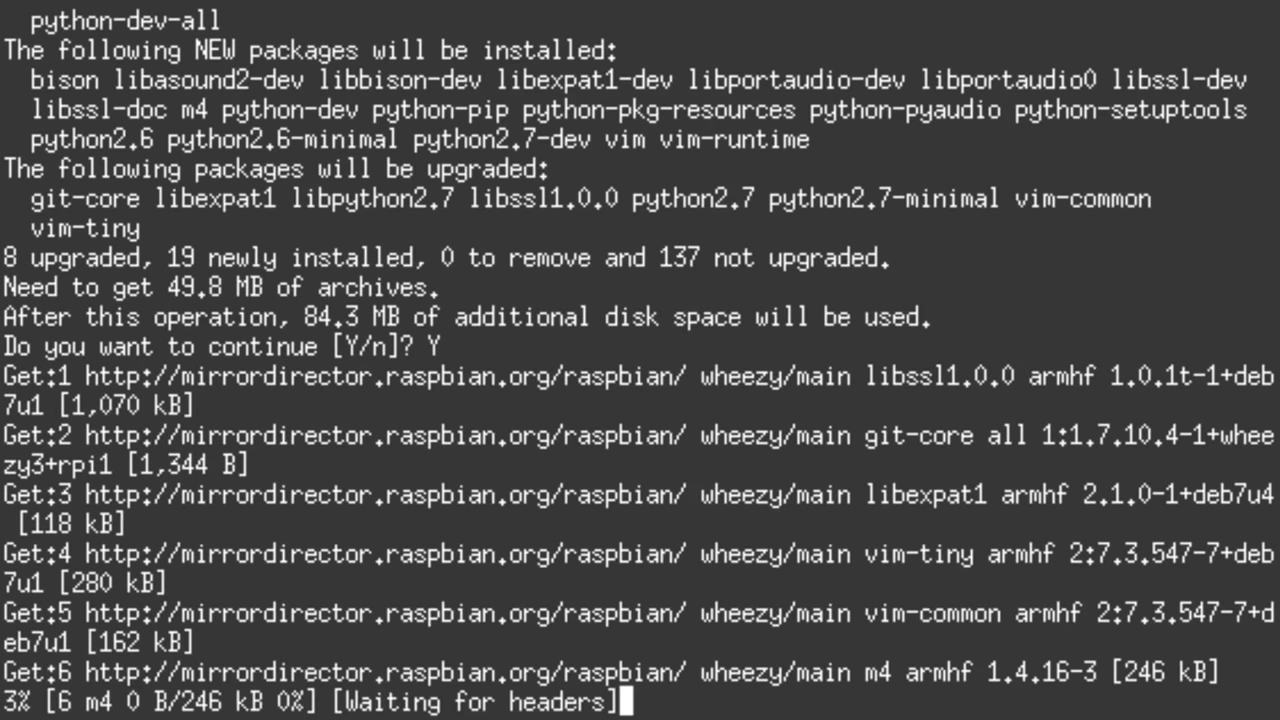 python-dev-all
The following NEW packages will be installed:
bison libasound2-dev libbison-dev libexpat1-dev libportaudio-dev libportaudio0 libssl-dev
libssl-doc m4 python-dev python-pip python-pkg-resources python-pyaudio python-setuptools
python2.6 python2.6-minimal python2.7-dev vim vim-runtime
The following packages will be upgraded:
git-core libexpat1 libpython2.7 libssl1.0.0 python2.7 python2.7-minimal vim-common
vim-tiny
8 upgraded, 19 newly installed, 0 to remove and 137 not upgraded.
Need to get 49.8 MB of archives.
After this operation, 84.3 MB of additional disk space will be used.
Do you want to continue [Y/n]? Y
Get:1 http://mirrordirector.raspbian.org/raspbian/ wheezy/main libssl1.0.0 armhf 1.0.1t-1+deb
7u1 [1,070 kB]
Get:2 http://mirrordirector.raspbian.org/raspbian/ wheezy/main git-core all 1:1.7.10.4-1+whee
zy3+rpi1 [1,344 B]
Get:3 http://mirrordirector.raspbian.org/raspbian/ wheezy/main libexpat1 armhf 2.1.0-1+deb7u4
[118 kB]
Get:4 http://mirrordirector.raspbian.org/raspbian/ wheezy/main vim-tiny armhf 2:7.3.547-7+deb
7u1 [280 kB]
Get:5 http://mirrordirector.raspbian.org/raspbian/ wheezy/main vim-common armhf 2:7.3.547-7+d
eb7u1 [162 kB]
Get:6 http://mirrordirector.raspbian.org/raspbian/ wheezy/main m4 armhf 1.4.16-3 [246 kB]
3% [6 m4 0 B/246 kB 0%] [Waiting for headers]